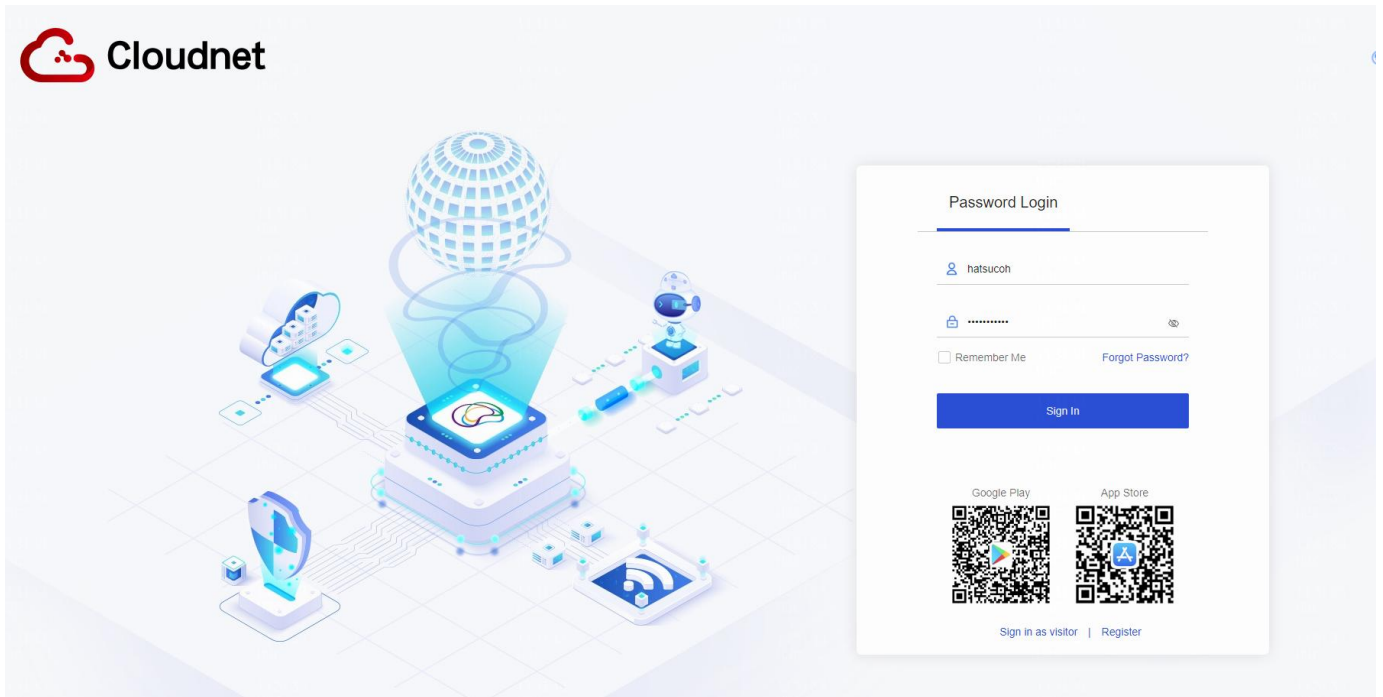 Cloudnet
Password Login
hatsucoh
•••••••••••
Remember Me
Forgot Password?
Sign In
Google Play
App Store
Sign in as visitor | Register